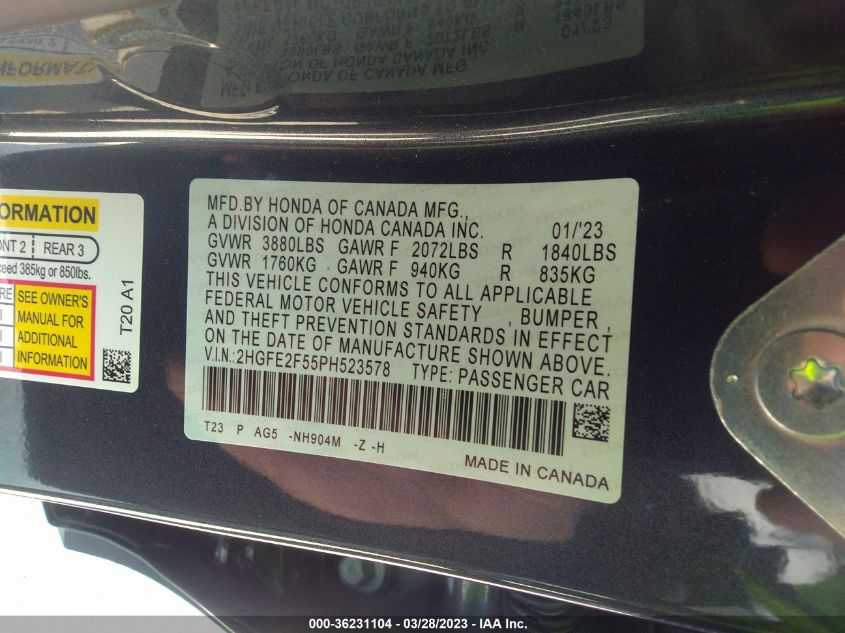 MFD.BY HONDA OF CANADA MFG.,
A DIVISION OF HONDA CANADA INC. 01/'23
GVWR 3880LBS GAWR F 2072LBS R 1840LBS
GVWR 1760KG GAWR F 940KG R 835KG
THIS VEHICLE CONFORMS TO ALL APPLICABLE
FEDERAL MOTOR VEHICLE SAFETY , BUMPER ,
AND THEFT PREVENTION STANDARDS IN EFFECT
ON THE DATE OF MANUFACTURE SHOWN ABOVE.
V.I.N.:2HGFE2F55PH523578 TYPE: PASSENGER CAR
T23 P AG5 -NH904M -Z -H
MADE IN CANADA
REAR 3
385kg or 850lbs.
SEE OWNER'S
MANUAL FOR
ADDITIONAL
INFORMATION
T20 A1
000-36231104 / 03/28/2023 - IAA Inc.